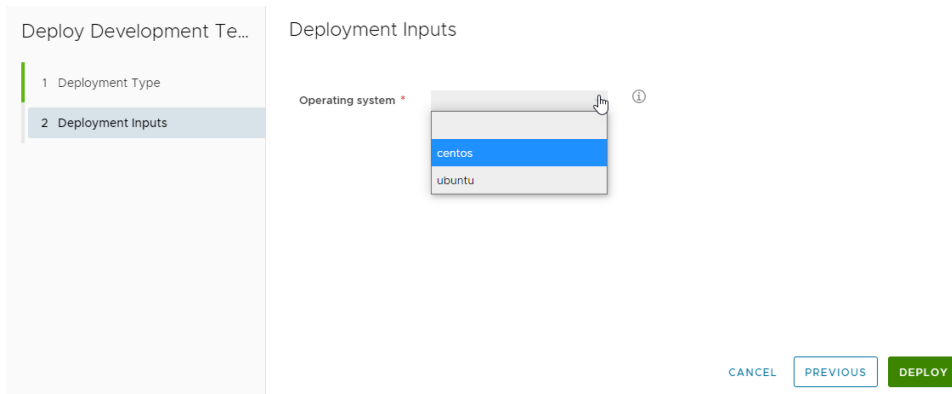 Deploy Development Te...
1 Deployment Type
2 Deployment Inputs
Deployment Inputs
Operating system *
centos
ubuntu
CANCEL
PREVIOUS
DEPLOY